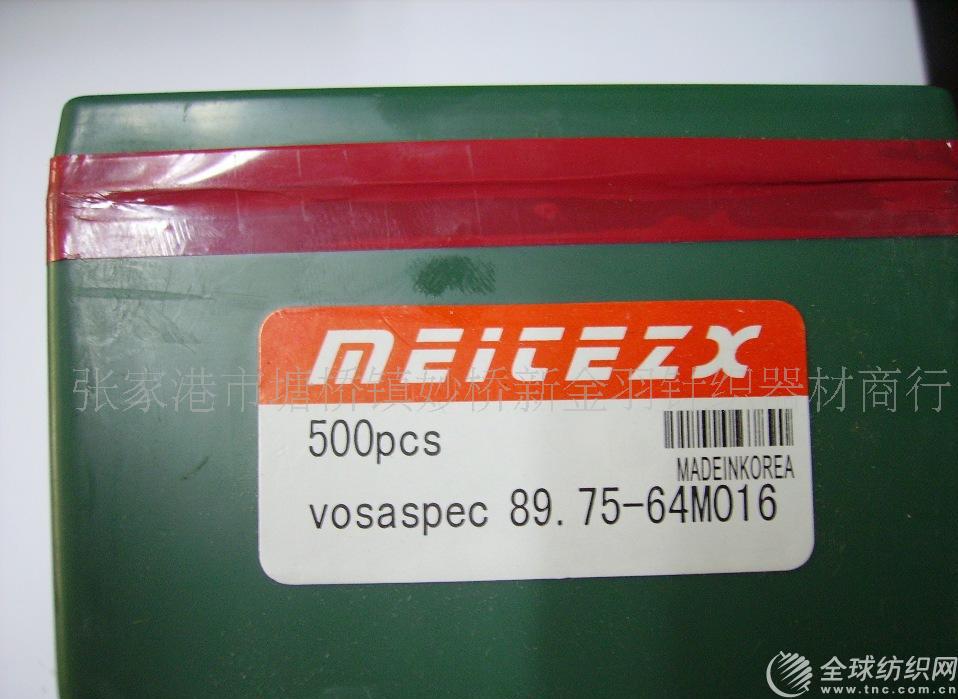 MEITEZX
张家港市塘桥镇妙桥新金羽针织器材商行
500pcs
MADEINKOREA
vosaspec 89.75-64M016
全球纺织网
www.tnc.com.cn